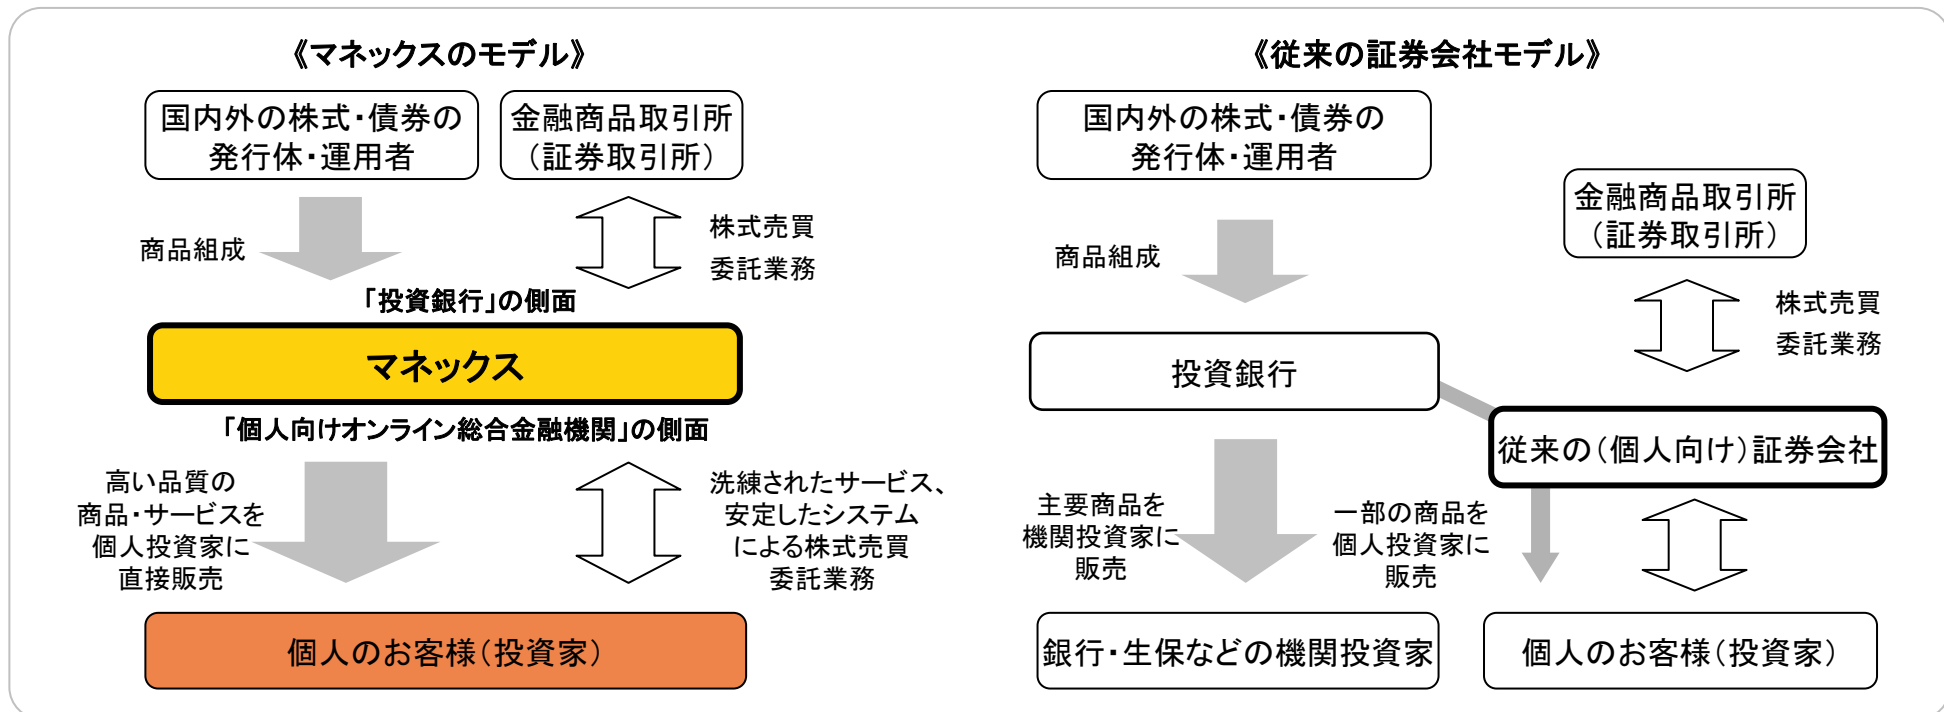 《マネックスのモデル》
国内外の株式・債券の
発行体・運用者
金融商品取引所
（証券取引所）
商品組成
株式売買
委託業務
「投資銀行」の側面
マネックス
「個人向けオンライン総合金融機関」の側面
高い品質の
商品・サービスを
個人投資家に
直接販売
洗練されたサービス、
安定したシステム
による株式売買
委託業務
個人のお客様（投資家）
《従来の証券会社モデル》
国内外の株式・債券の
発行体・運用者
金融商品取引所
（証券取引所）
商品組成
株式売買
委託業務
投資銀行
従来の（個人向け）証券会社
主要商品を
機関投資家に
販売
一部の商品を
個人投資家に
販売
銀行・生保などの機関投資家
個人のお客様（投資家）